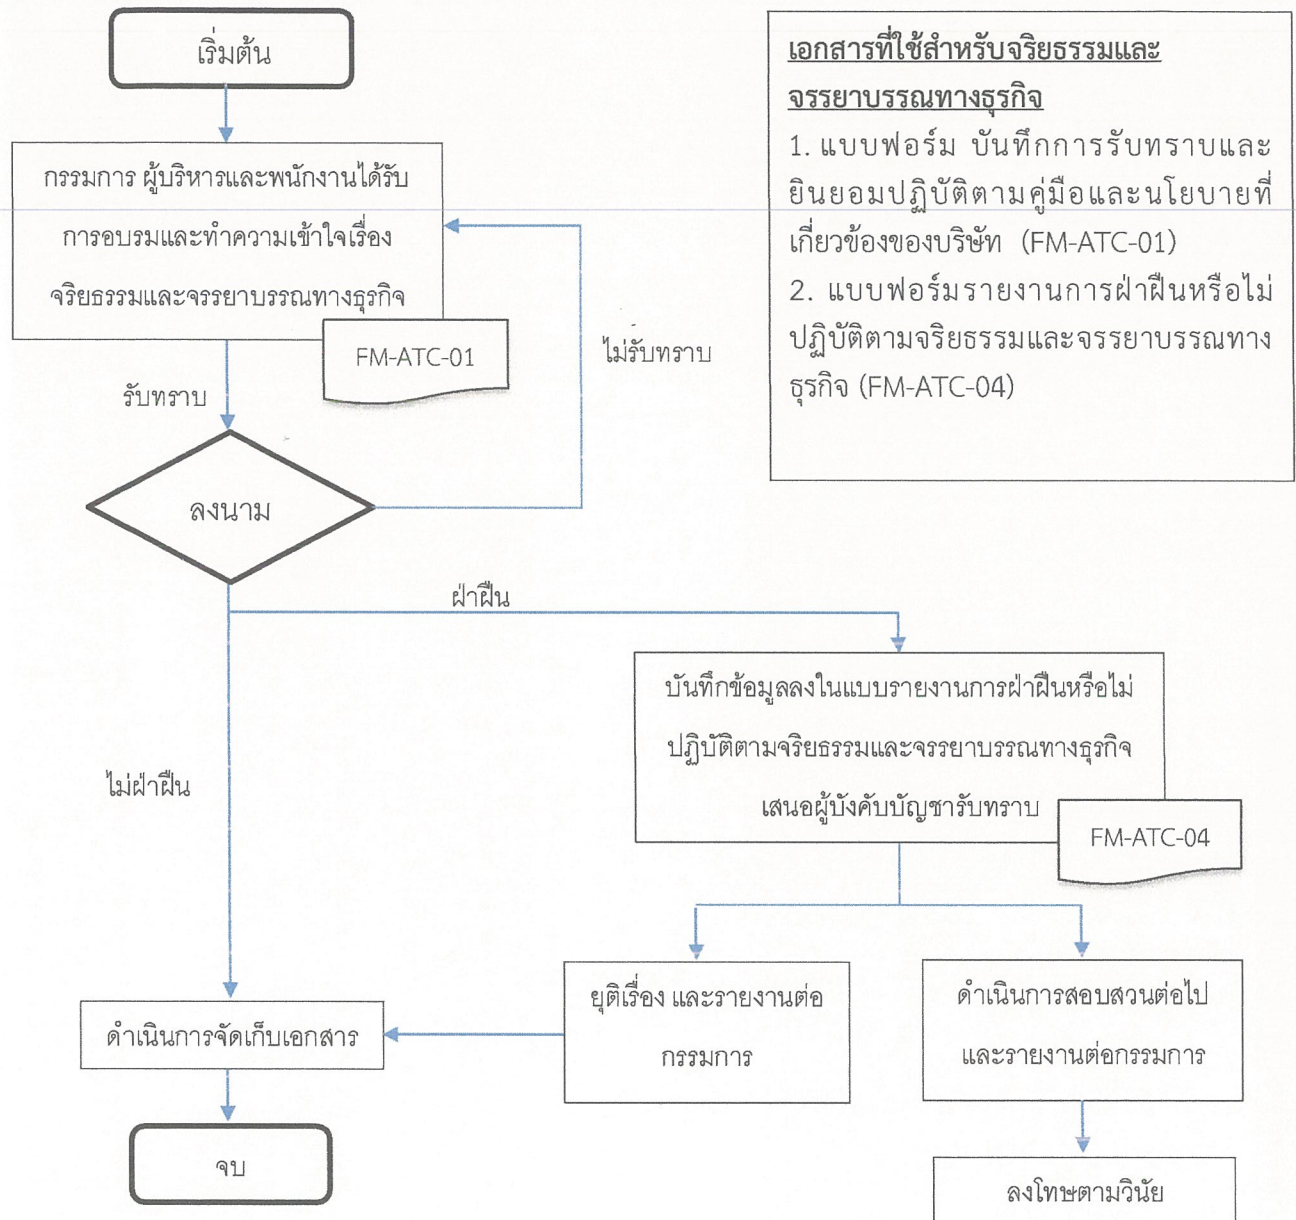 เริ่มต้น
กรรมการ ผู้บริหารและพนักงานได้รับ
การอบรมและทำความเข้าใจเรื่อง
จริยธรรมและจรรยาบรรณทางธุรกิจ
FM-ATC-01
ไม่รับทราบ
รับทราบ
ลงนาม
เอกสารที่ใช้สำหรับจริยธรรมและ
จรรยาบรรณทางธุรกิจ
1. แบบฟอร์ม บันทึกการรับทราบและ
ยินยอมปฏิบัติตามคู่มือและนโยบายที่
เกี่ยวข้องของบริษัท (FM-ATC-01)
2. แบบฟอร์มรายงานการฝ่าฝืนหรือไม่
ปฏิบัติตามจริยธรรมและจรรยาบรรณทาง
ธุรกิจ (FM-ATC-04)
ฝ่าฝืน
ไม่ฝ่าฝืน
บันทึกข้อมูลลงในแบบรายงานการฝ่าฝืนหรือไม่
ปฏิบัติตามจริยธรรมและจรรยาบรรณทางธุรกิจ
เสนอผู้บังคับบัญชารับทราบ
FM-ATC-04
ยุติเรื่อง และรายงานต่อ
กรรมการ
ดำเนินการสอบสวนต่อไป
และรายงานต่อกรรมการ
ดำเนินการจัดเก็บเอกสาร
จบ
ลงโทษตามวินัย